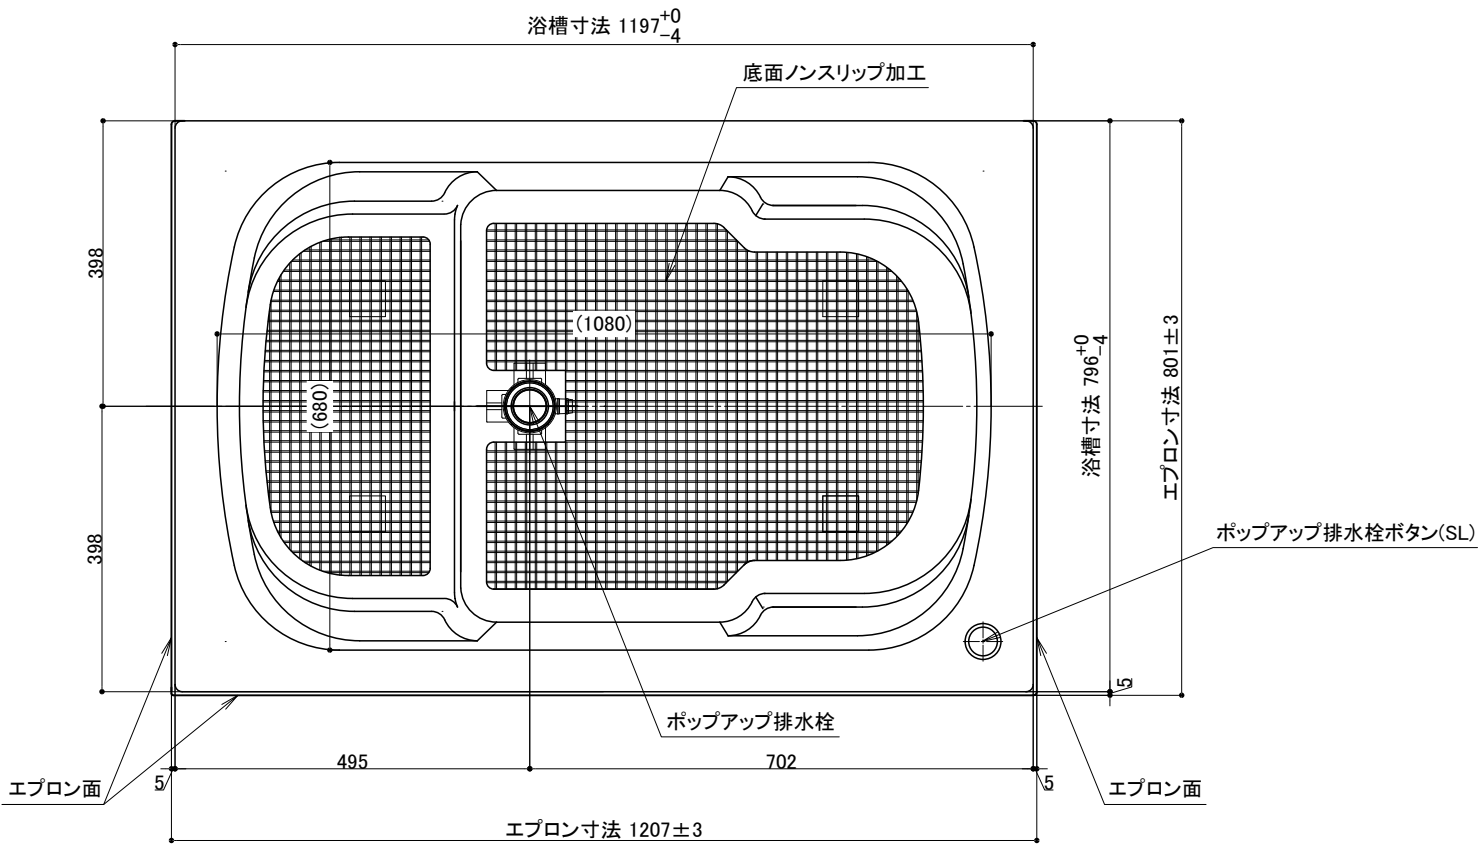 浴槽寸法 1197+0 -4
底面ノンスリップ加工
398
(1080)
(680)
浴槽寸法 796+0 -4
エプロン寸法 801±3
398
ポップアップ排水栓ボタン(SL)
5
ポップアップ排水栓
495
702
5
5
エプロン面
エプロン面
エプロン寸法 1207±3